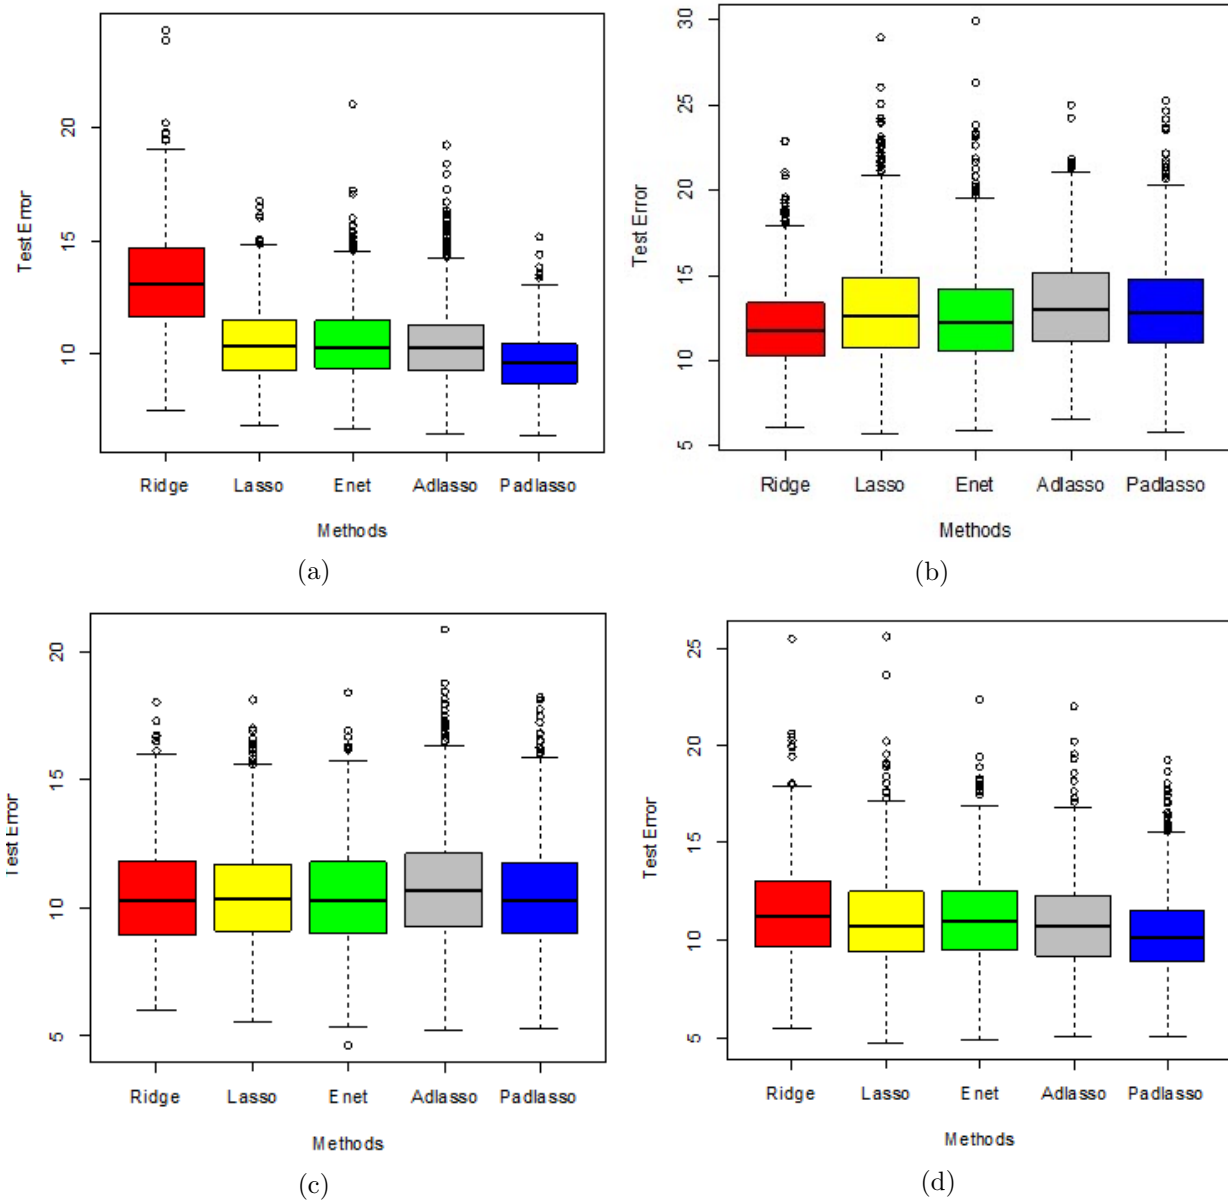 20
15
10
Test Error
Ridge Lasso Enet Adlasso Padlasso
Methods
(a)
30
25
20
15
10
5
Test Error
Ridge Lasso Enet Adlasso Padlasso
Methods
(b)
20
15
10
5
Test Error
Ridge Lasso Enet Adlasso Padlasso
Methods
(c)
25
20
15
10
5
Test Error
Ridge Lasso Enet Adlasso Padlasso
Methods
(d)